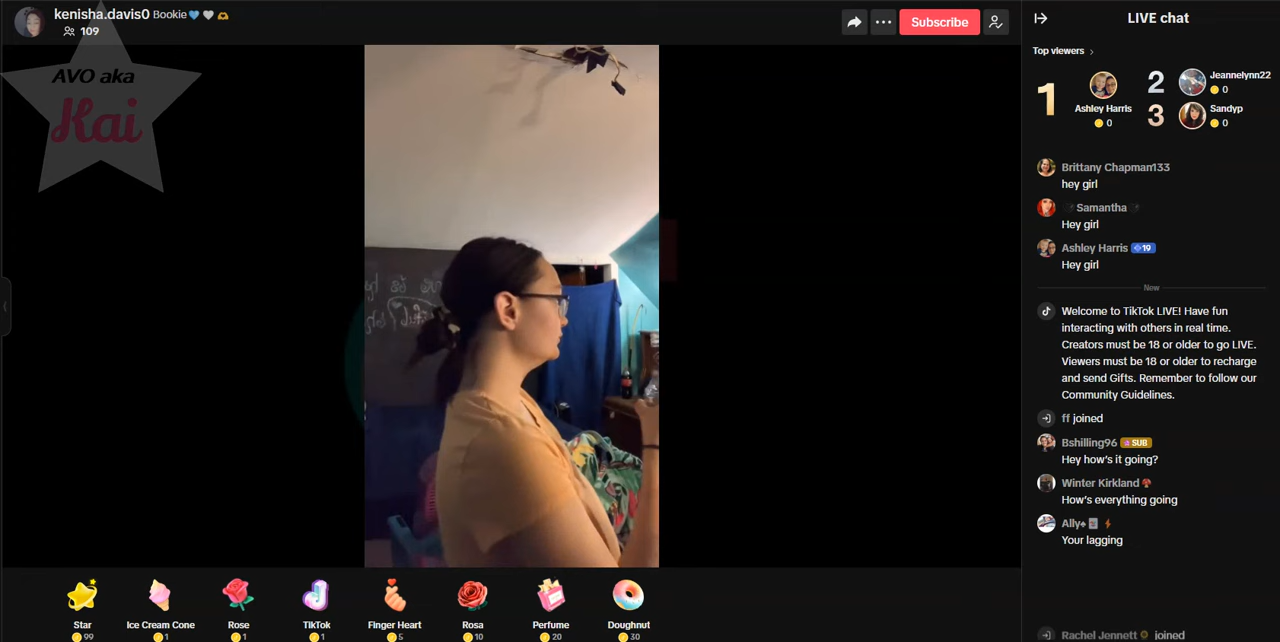 kenisha.davis0 Bookie💙🤍🫶
109
Subscribe
AVO aka
Kai
LIVE chat
Top viewers
1
Ashley Harris
0
2
Jeannelynn22
0
3
Sandyp
0
Brittany Chapman133
hey girl
Samantha
Hey girl
Ashley Harris 19
Hey girl
Now
Welcome to TikTok LIVE! Have fun
interacting with others in real time.
Creators must be 18 or older to go LIVE.
Viewers must be 18 or older to recharge
and send Gifts. Remember to follow our
Community Guidelines.
ff joined
Bshilling96 SUB
Hey how's it going?
Winter Kirkland
How's everything going
Ally♠
Your lagging
Rachel Jennett joined
Star
99
Ice Cream Cone
1
Rose
1
TikTok
1
Finger Heart
5
Rosa
10
Perfume
20
Doughnut
30